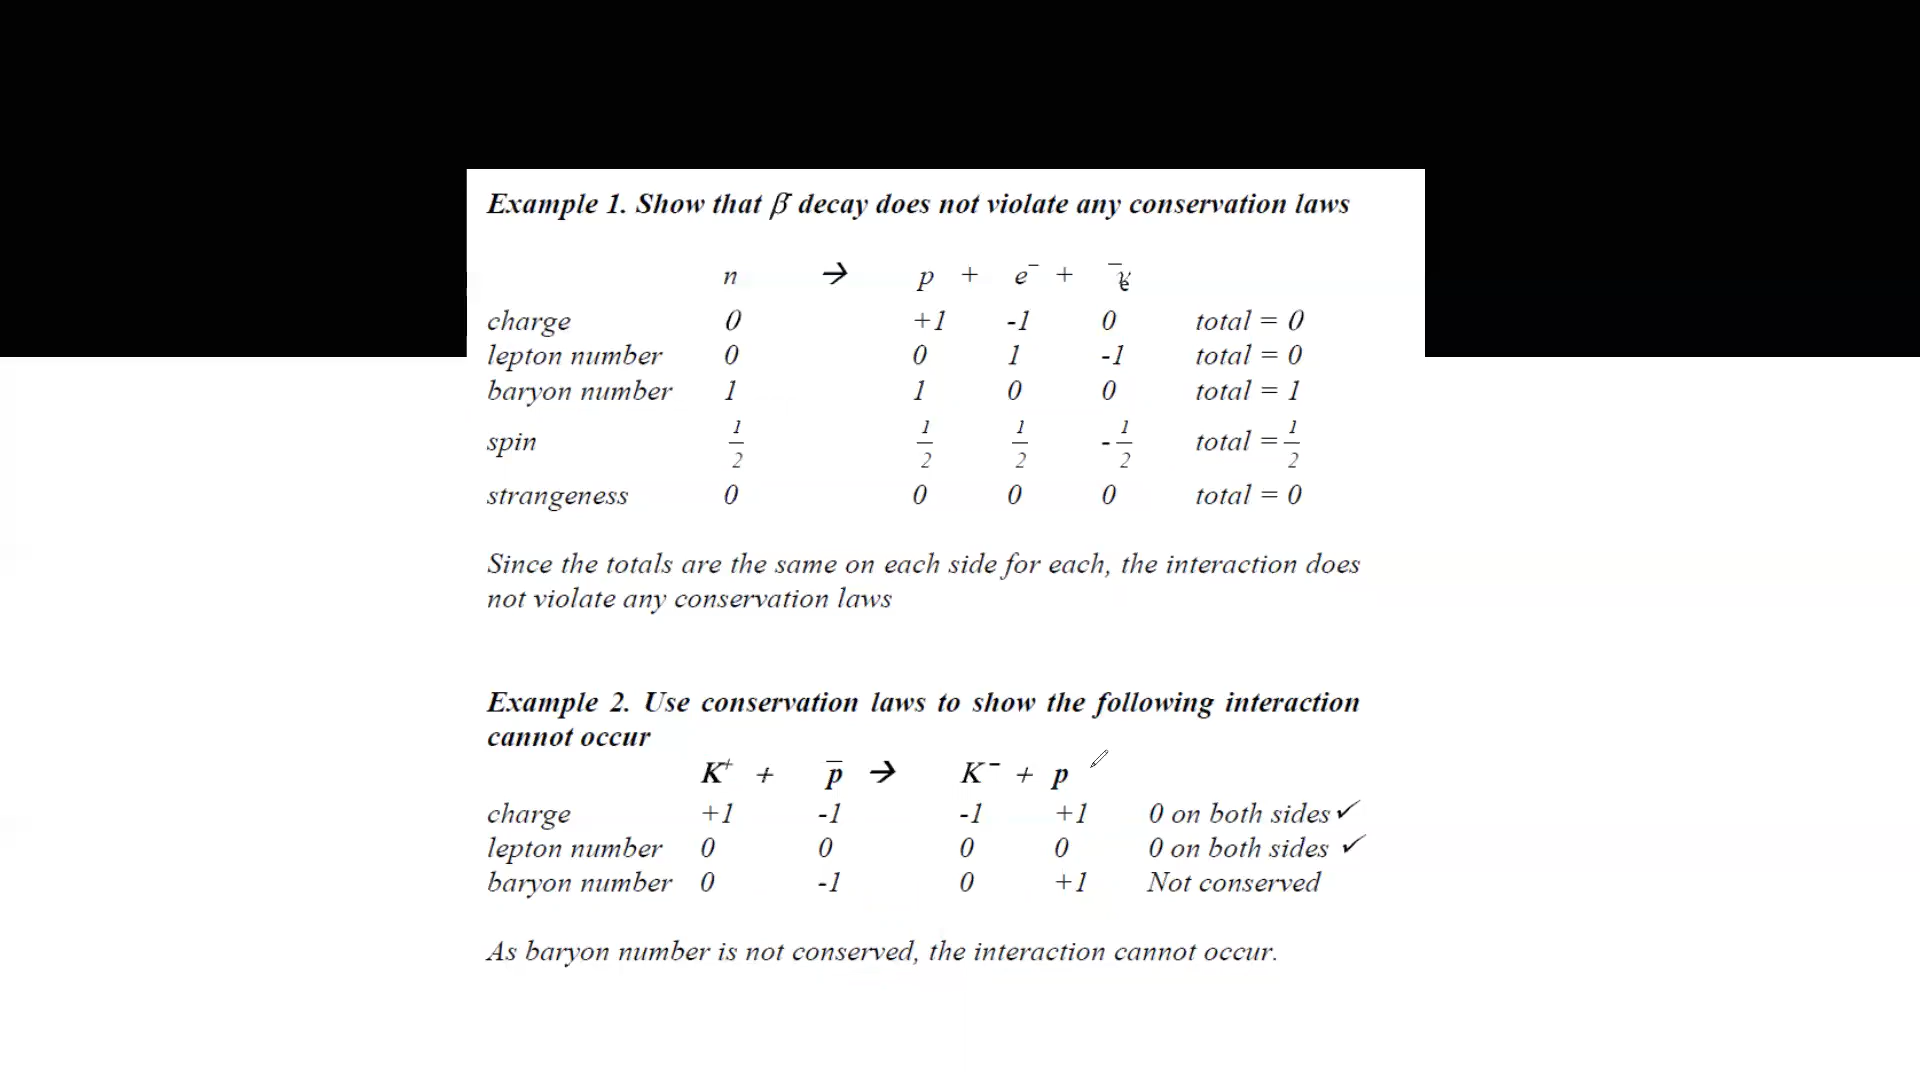 Example 1. Show that β⁻ decay does not violate any conservation laws
n → p + e⁻ + ν̅ₑ
charge 0 +1 -1 0 total = 0
lepton number 0 0 1 -1 total = 0
baryon number 1 1 0 0 total = 1
spin 1/2 1/2 1/2 -1/2 total = 1/2
strangeness 0 0 0 0 total = 0
Since the totals are the same on each side for each, the interaction does
not violate any conservation laws
Example 2. Use conservation laws to show the following interaction
cannot occur
K⁺ + p̅ → K⁻ + p
charge +1 -1 -1 +1 0 on both sides ✓
lepton number 0 0 0 0 0 on both sides ✓
baryon number 0 -1 0 +1 Not conserved
As baryon number is not conserved, the interaction cannot occur.